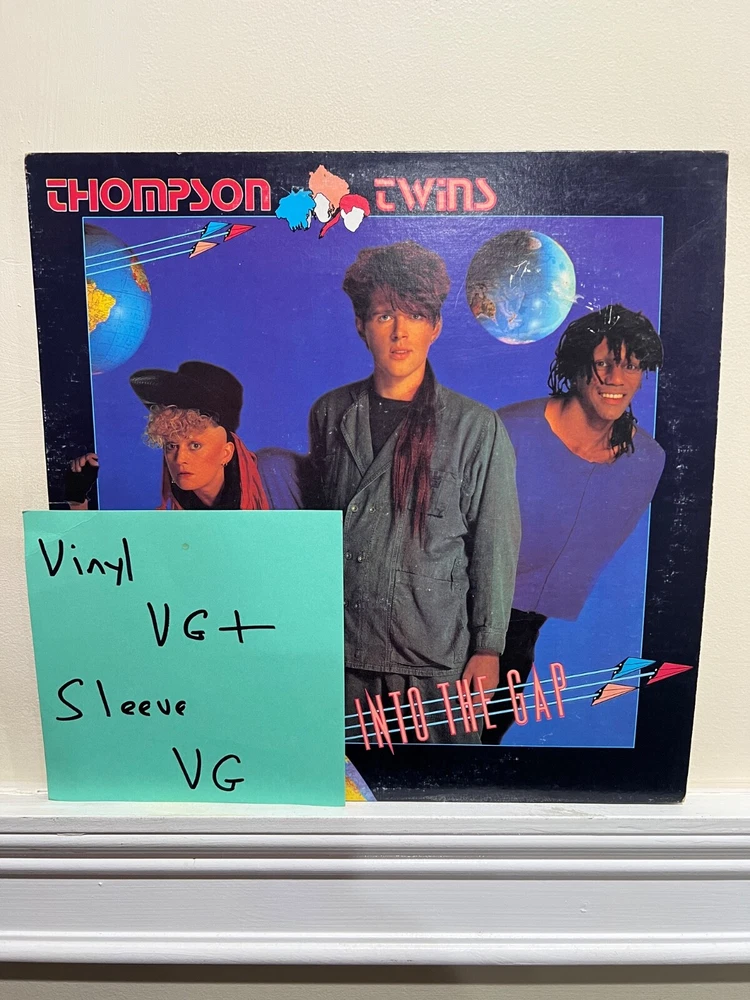 THOMPSON TWINS
Vinyl
VG+
Sleeve
VG
INTO THE GAP